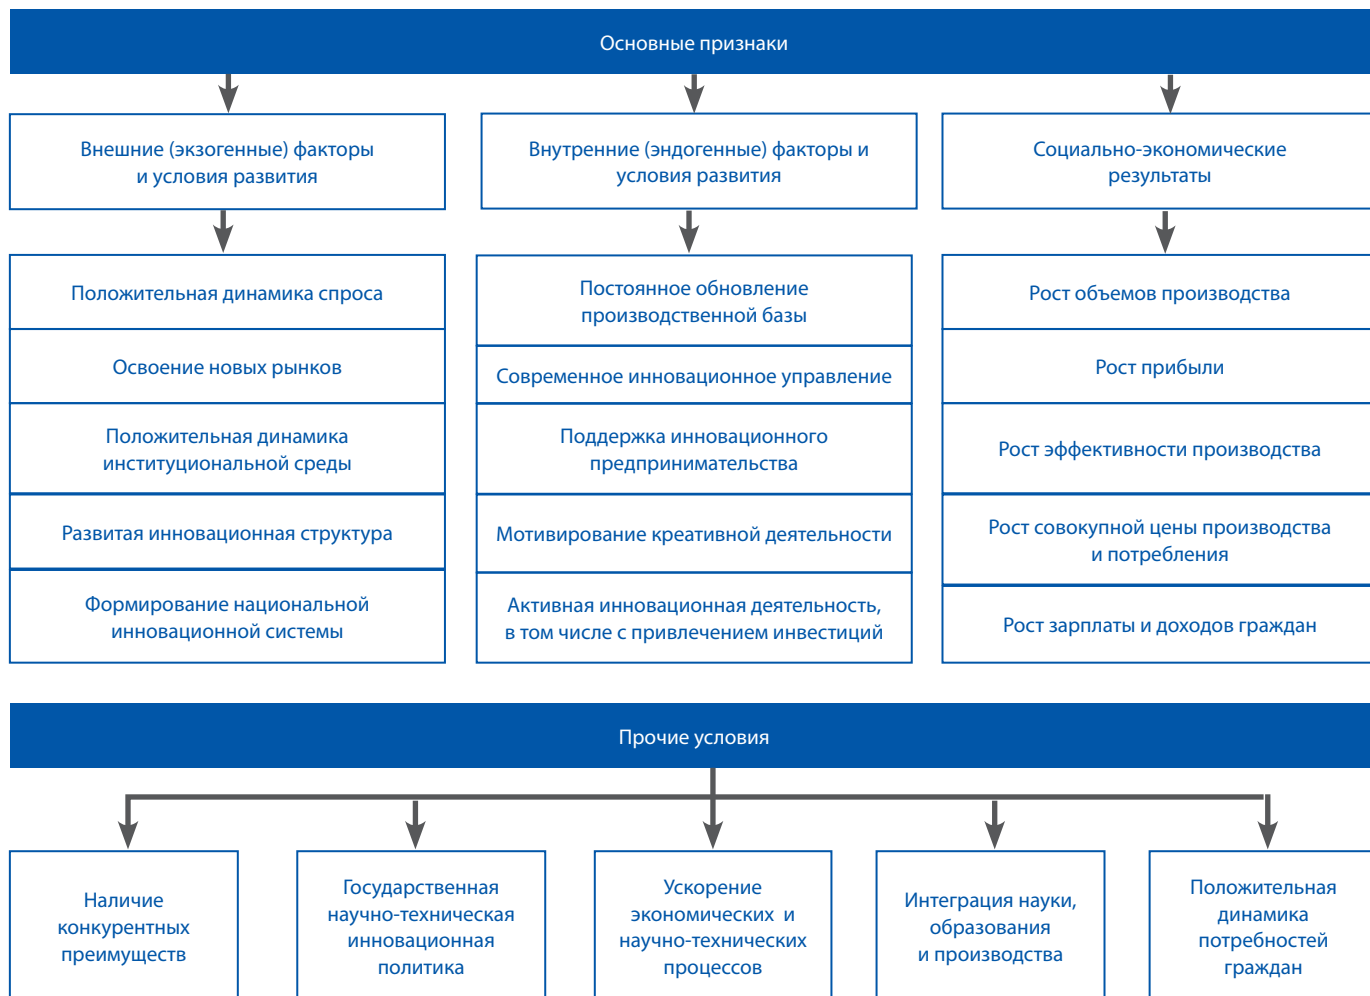 Основные признаки
Внешние (экзогенные) факторы
и условия развития
Положительная динамика спроса
Освоение новых рынков
Положительная динамика
институциональной среды
Развитая инновационная структура
Формирование национальной
инновационной системы
Внутренние (эндогенные) факторы и
условия развития
Постоянное обновление
производственной базы
Современное инновационное управление
Поддержка инновационного
предпринимательства
Мотивирование креативной деятельности
Активная инновационная деятельность,
в том числе с привлечением инвестиций
Социально-экономические
результаты
Рост объемов производства
Рост прибыли
Рост эффективности производства
Рост совокупной цены производства
и потребления
Рост зарплаты и доходов граждан
Прочие условия
Наличие
конкурентных
преимуществ
Государственная
научно-техническая
инновационная
политика
Ускорение
экономических и
научно-технических
процессов
Интеграция науки,
образования
и производства
Положительная
динамика
потребностей
граждан